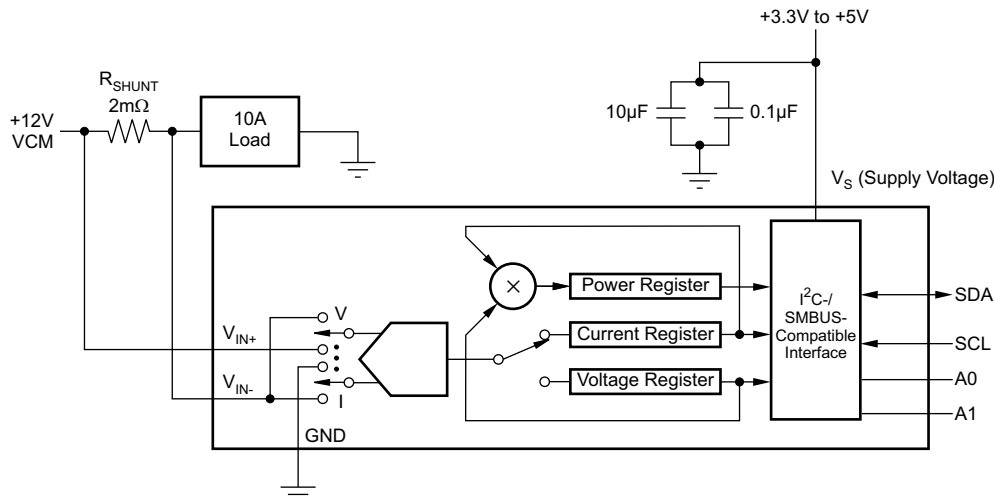 +3.3V to +5V
R_SHUNT
2mΩ
+12V
VCM
10A
Load
10µF
0.1µF
V_S (Supply Voltage)
×
Power Register
V
V_IN+
Current Register
V_IN-
Voltage Register
I
GND
I²C-/
SMBUS-
Compatible
Interface
SDA
SCL
A0
A1